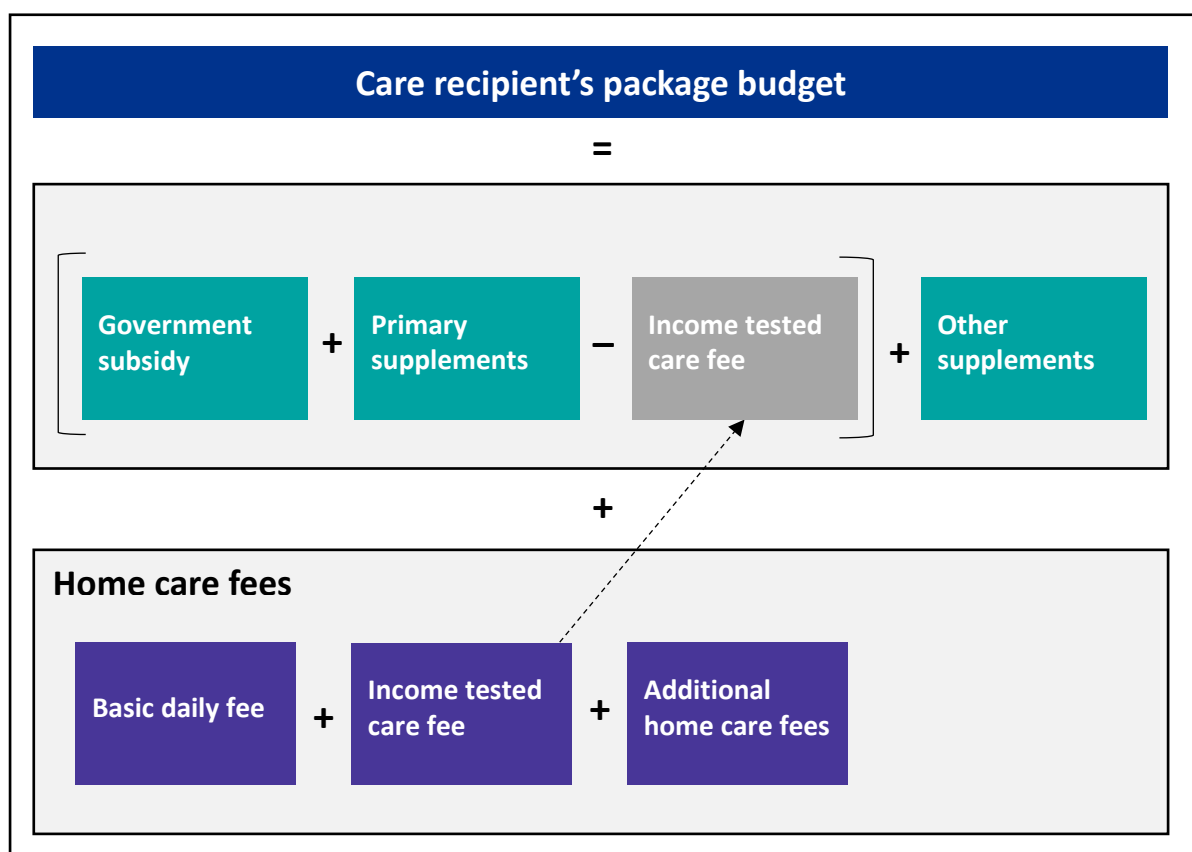 Care recipient’s package budget
=
Government
subsidy
+
Primary
supplements
–
Income tested
care fee
+
Other
supplements
+
Home care fees
Basic daily fee
+
Income tested
care fee
+
Additional
home care fees